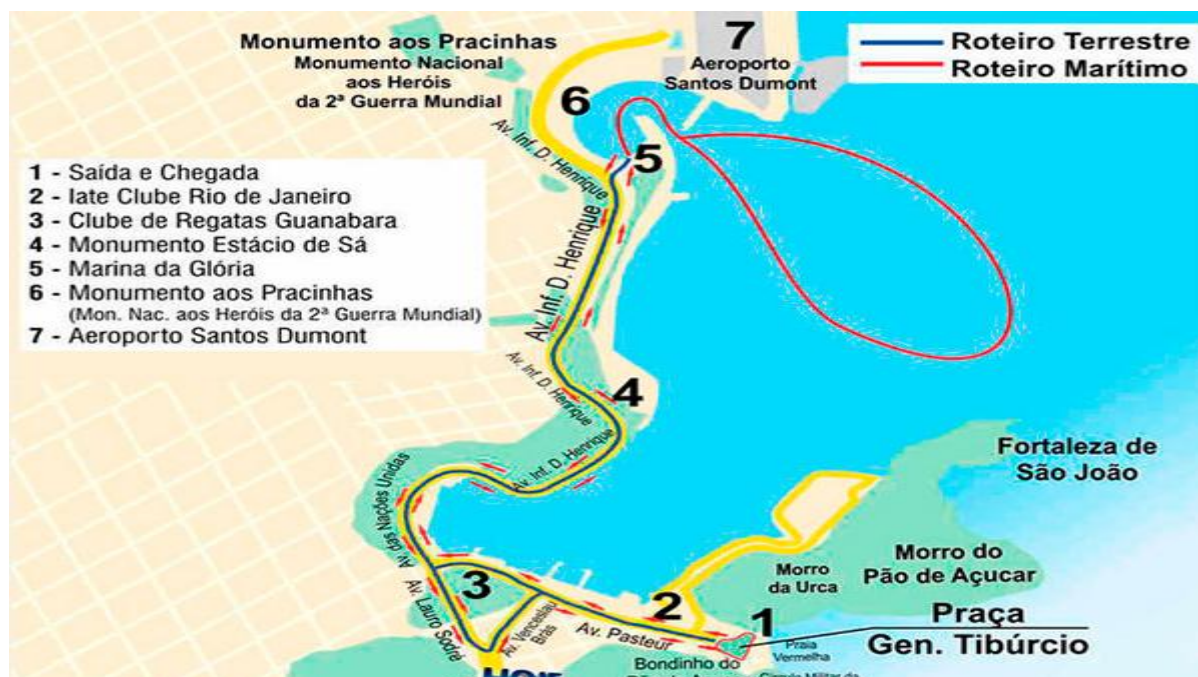 Monumento aos Pracinhas
Monumento Nacional
aos Heróis
da 2ª Guerra Mundial
7
Aeroporto
Santos Dumont
Roteiro Terrestre
Roteiro Marítimo
6
Av. Inf. D. Henrique
5
1 - Saída e Chegada
2 - Iate Clube Rio de Janeiro
3 - Clube de Regatas Guanabara
4 - Monumento Estácio de Sá
5 - Marina da Glória
6 - Monumento aos Pracinhas
(Mon. Nac. aos Heróis da 2ª Guerra Mundial)
7 - Aeroporto Santos Dumont
Av. Inf. D. Henrique
Av. Inf. D. Henrique
4
Av. Inf. D. Henrique
Av. das Nações Unidas
Fortaleza de
São João
Morro do
Pão de Açucar
Morro
da Urca
3
Av. Lauro Sodré
Av. Venceslau
Brás
2
Av. Pasteur
1
Praça
Gen. Tibúrcio
Praia
Vermelha
Bondinho do